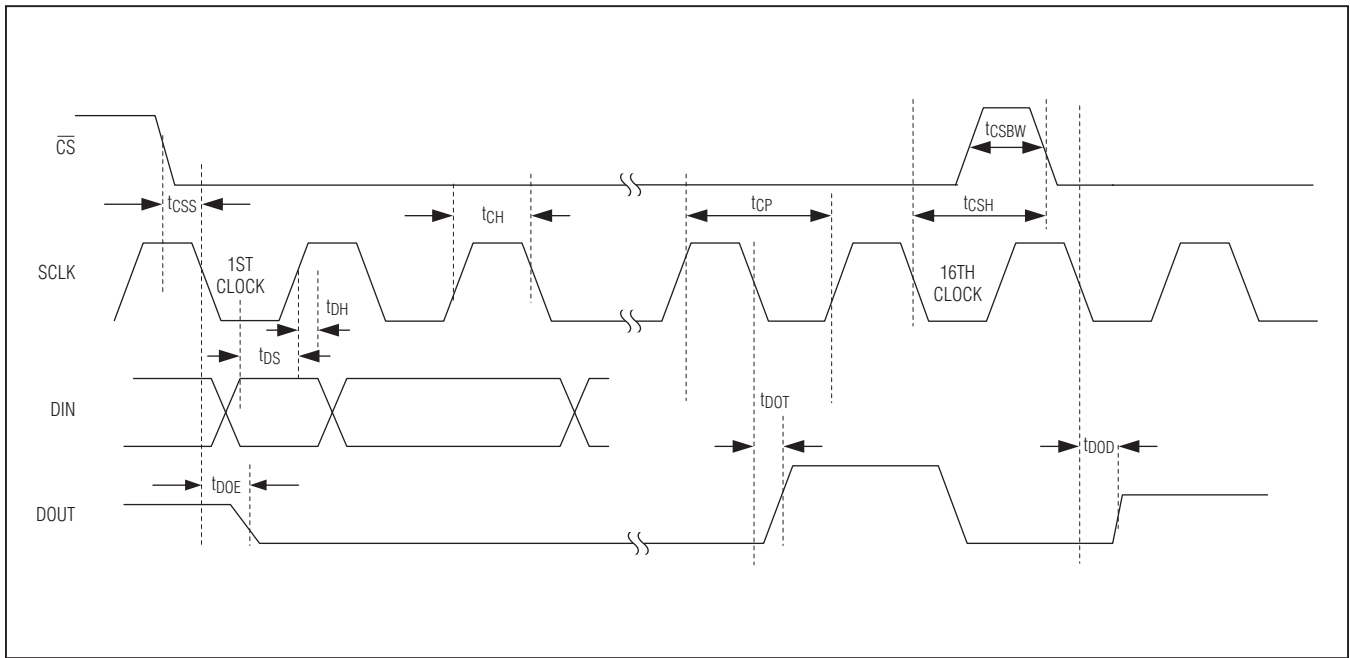 CS
tCSBW
tCSS
tCH
tCP
tCSH
SCLK
1ST
CLOCK
16TH
CLOCK
tDH
tDS
DIN
tDOT
tDOD
tDOE
DOUT